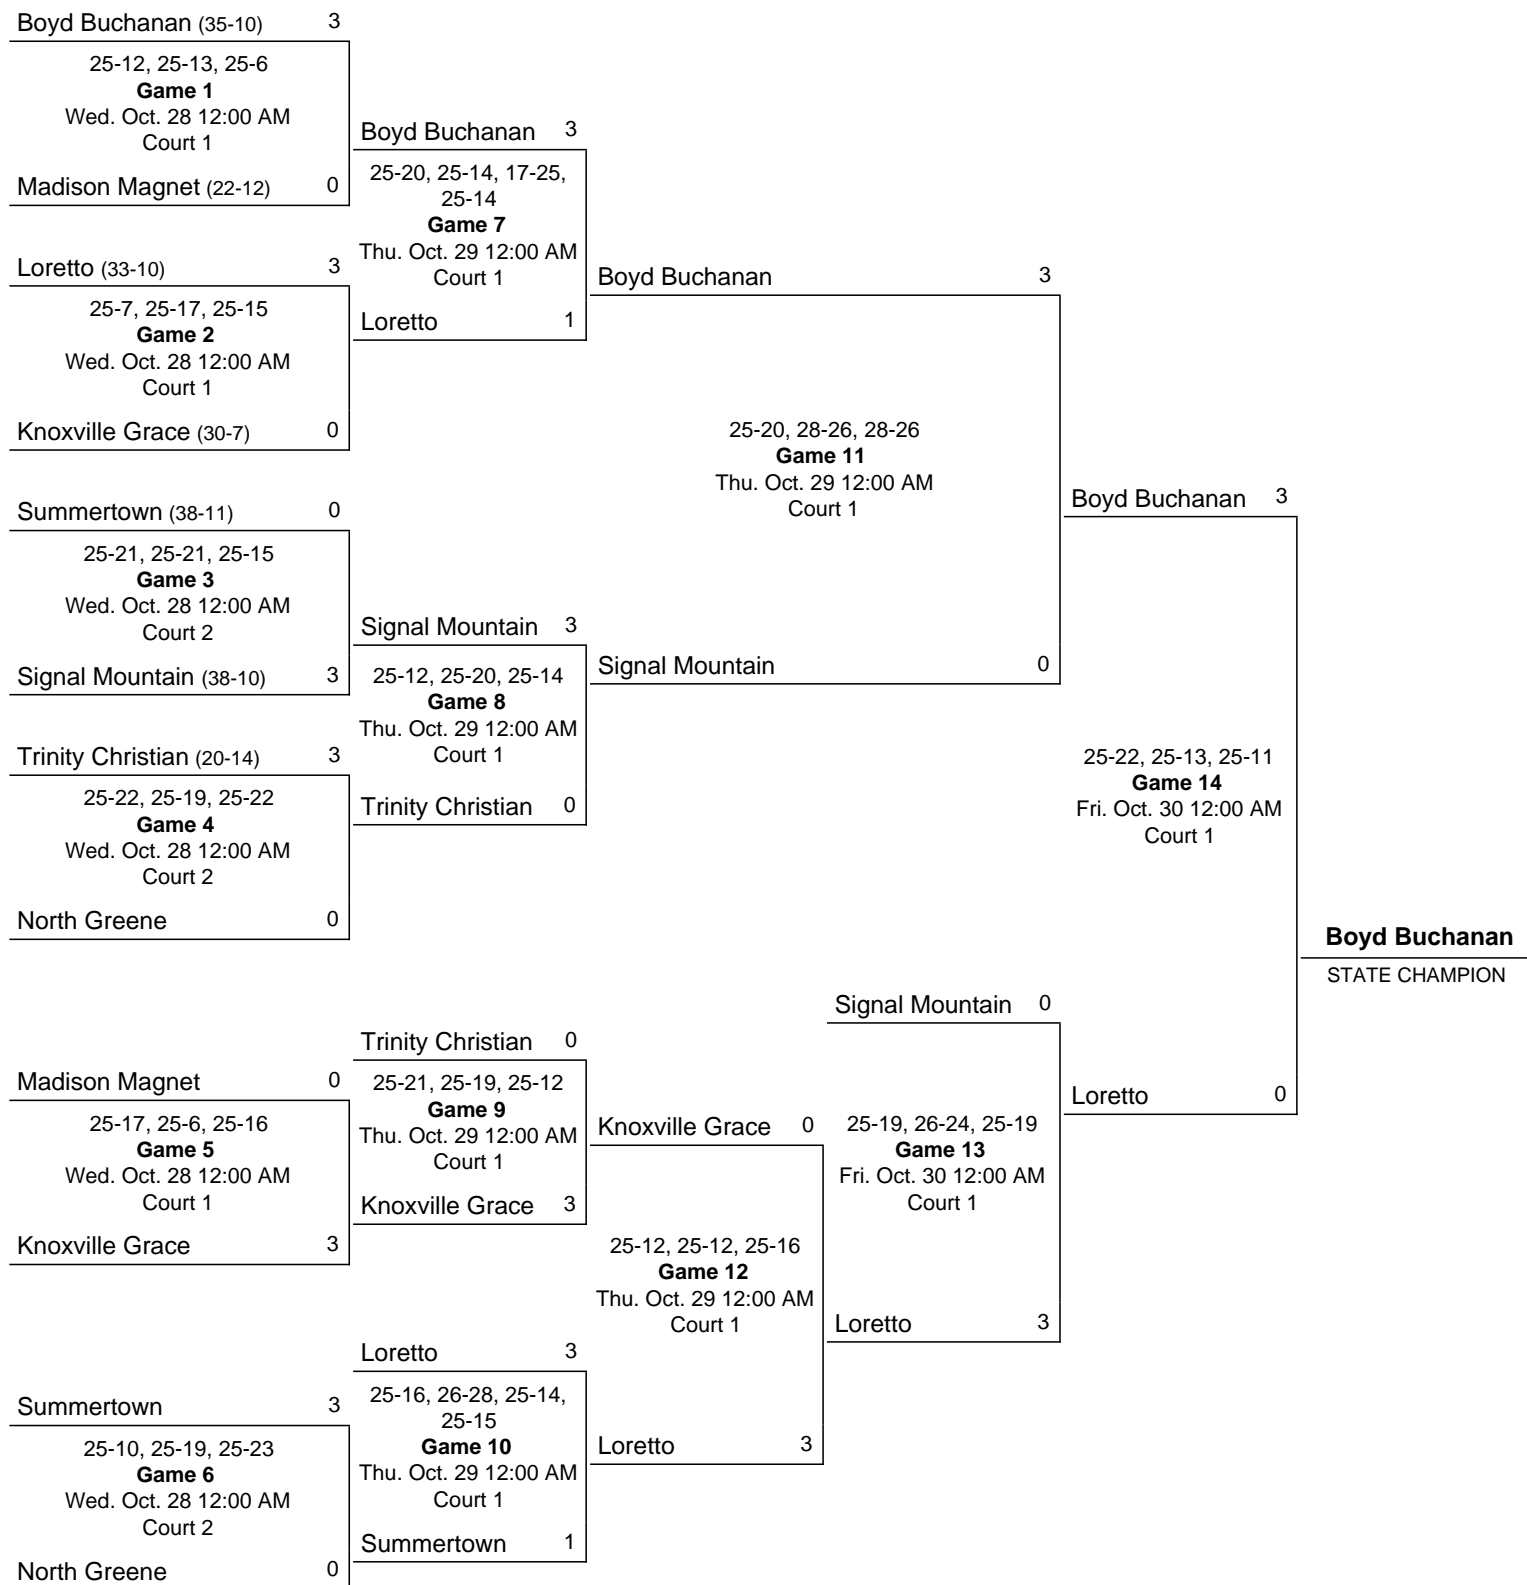 Boyd Buchanan (35-10) 3
25-12, 25-13, 25-6
Game 1
Wed. Oct. 28 12:00 AM
Court 1
Madison Magnet (22-12) 0
Loretto (33-10) 3
25-7, 25-17, 25-15
Game 2
Wed. Oct. 28 12:00 AM
Court 1
Knoxville Grace (30-7) 0
Summertown (38-11) 0
25-21, 25-21, 25-15
Game 3
Wed. Oct. 28 12:00 AM
Court 2
Signal Mountain (38-10) 3
Trinity Christian (20-14) 3
25-22, 25-19, 25-22
Game 4
Wed. Oct. 28 12:00 AM
Court 2
North Greene 0
Madison Magnet 0
25-17, 25-6, 25-16
Game 5
Wed. Oct. 28 12:00 AM
Court 1
Knoxville Grace 3
Summertown 3
25-10, 25-19, 25-23
Game 6
Wed. Oct. 28 12:00 AM
Court 2
North Greene 0
Boyd Buchanan 3
25-20, 25-14, 17-25,
25-14
Game 7
Thu. Oct. 29 12:00 AM
Court 1
Loretto 1
Signal Mountain 3
25-12, 25-20, 25-14
Game 8
Thu. Oct. 29 12:00 AM
Court 1
Trinity Christian 0
Trinity Christian 0
25-21, 25-19, 25-12
Game 9
Thu. Oct. 29 12:00 AM
Court 1
Knoxville Grace 3
Loretto 3
25-16, 26-28, 25-14,
25-15
Game 10
Thu. Oct. 29 12:00 AM
Court 1
Summertown 1
Boyd Buchanan 3
25-20, 28-26, 28-26
Game 11
Thu. Oct. 29 12:00 AM
Court 1
Signal Mountain 0
Knoxville Grace 0
25-12, 25-12, 25-16
Game 12
Thu. Oct. 29 12:00 AM
Court 1
Loretto 3
Signal Mountain 0
25-19, 26-24, 25-19
Game 13
Fri. Oct. 30 12:00 AM
Court 1
Loretto 3
Boyd Buchanan 3
25-22, 25-13, 25-11
Game 14
Fri. Oct. 30 12:00 AM
Court 1
Loretto 0
Boyd Buchanan
STATE CHAMPION